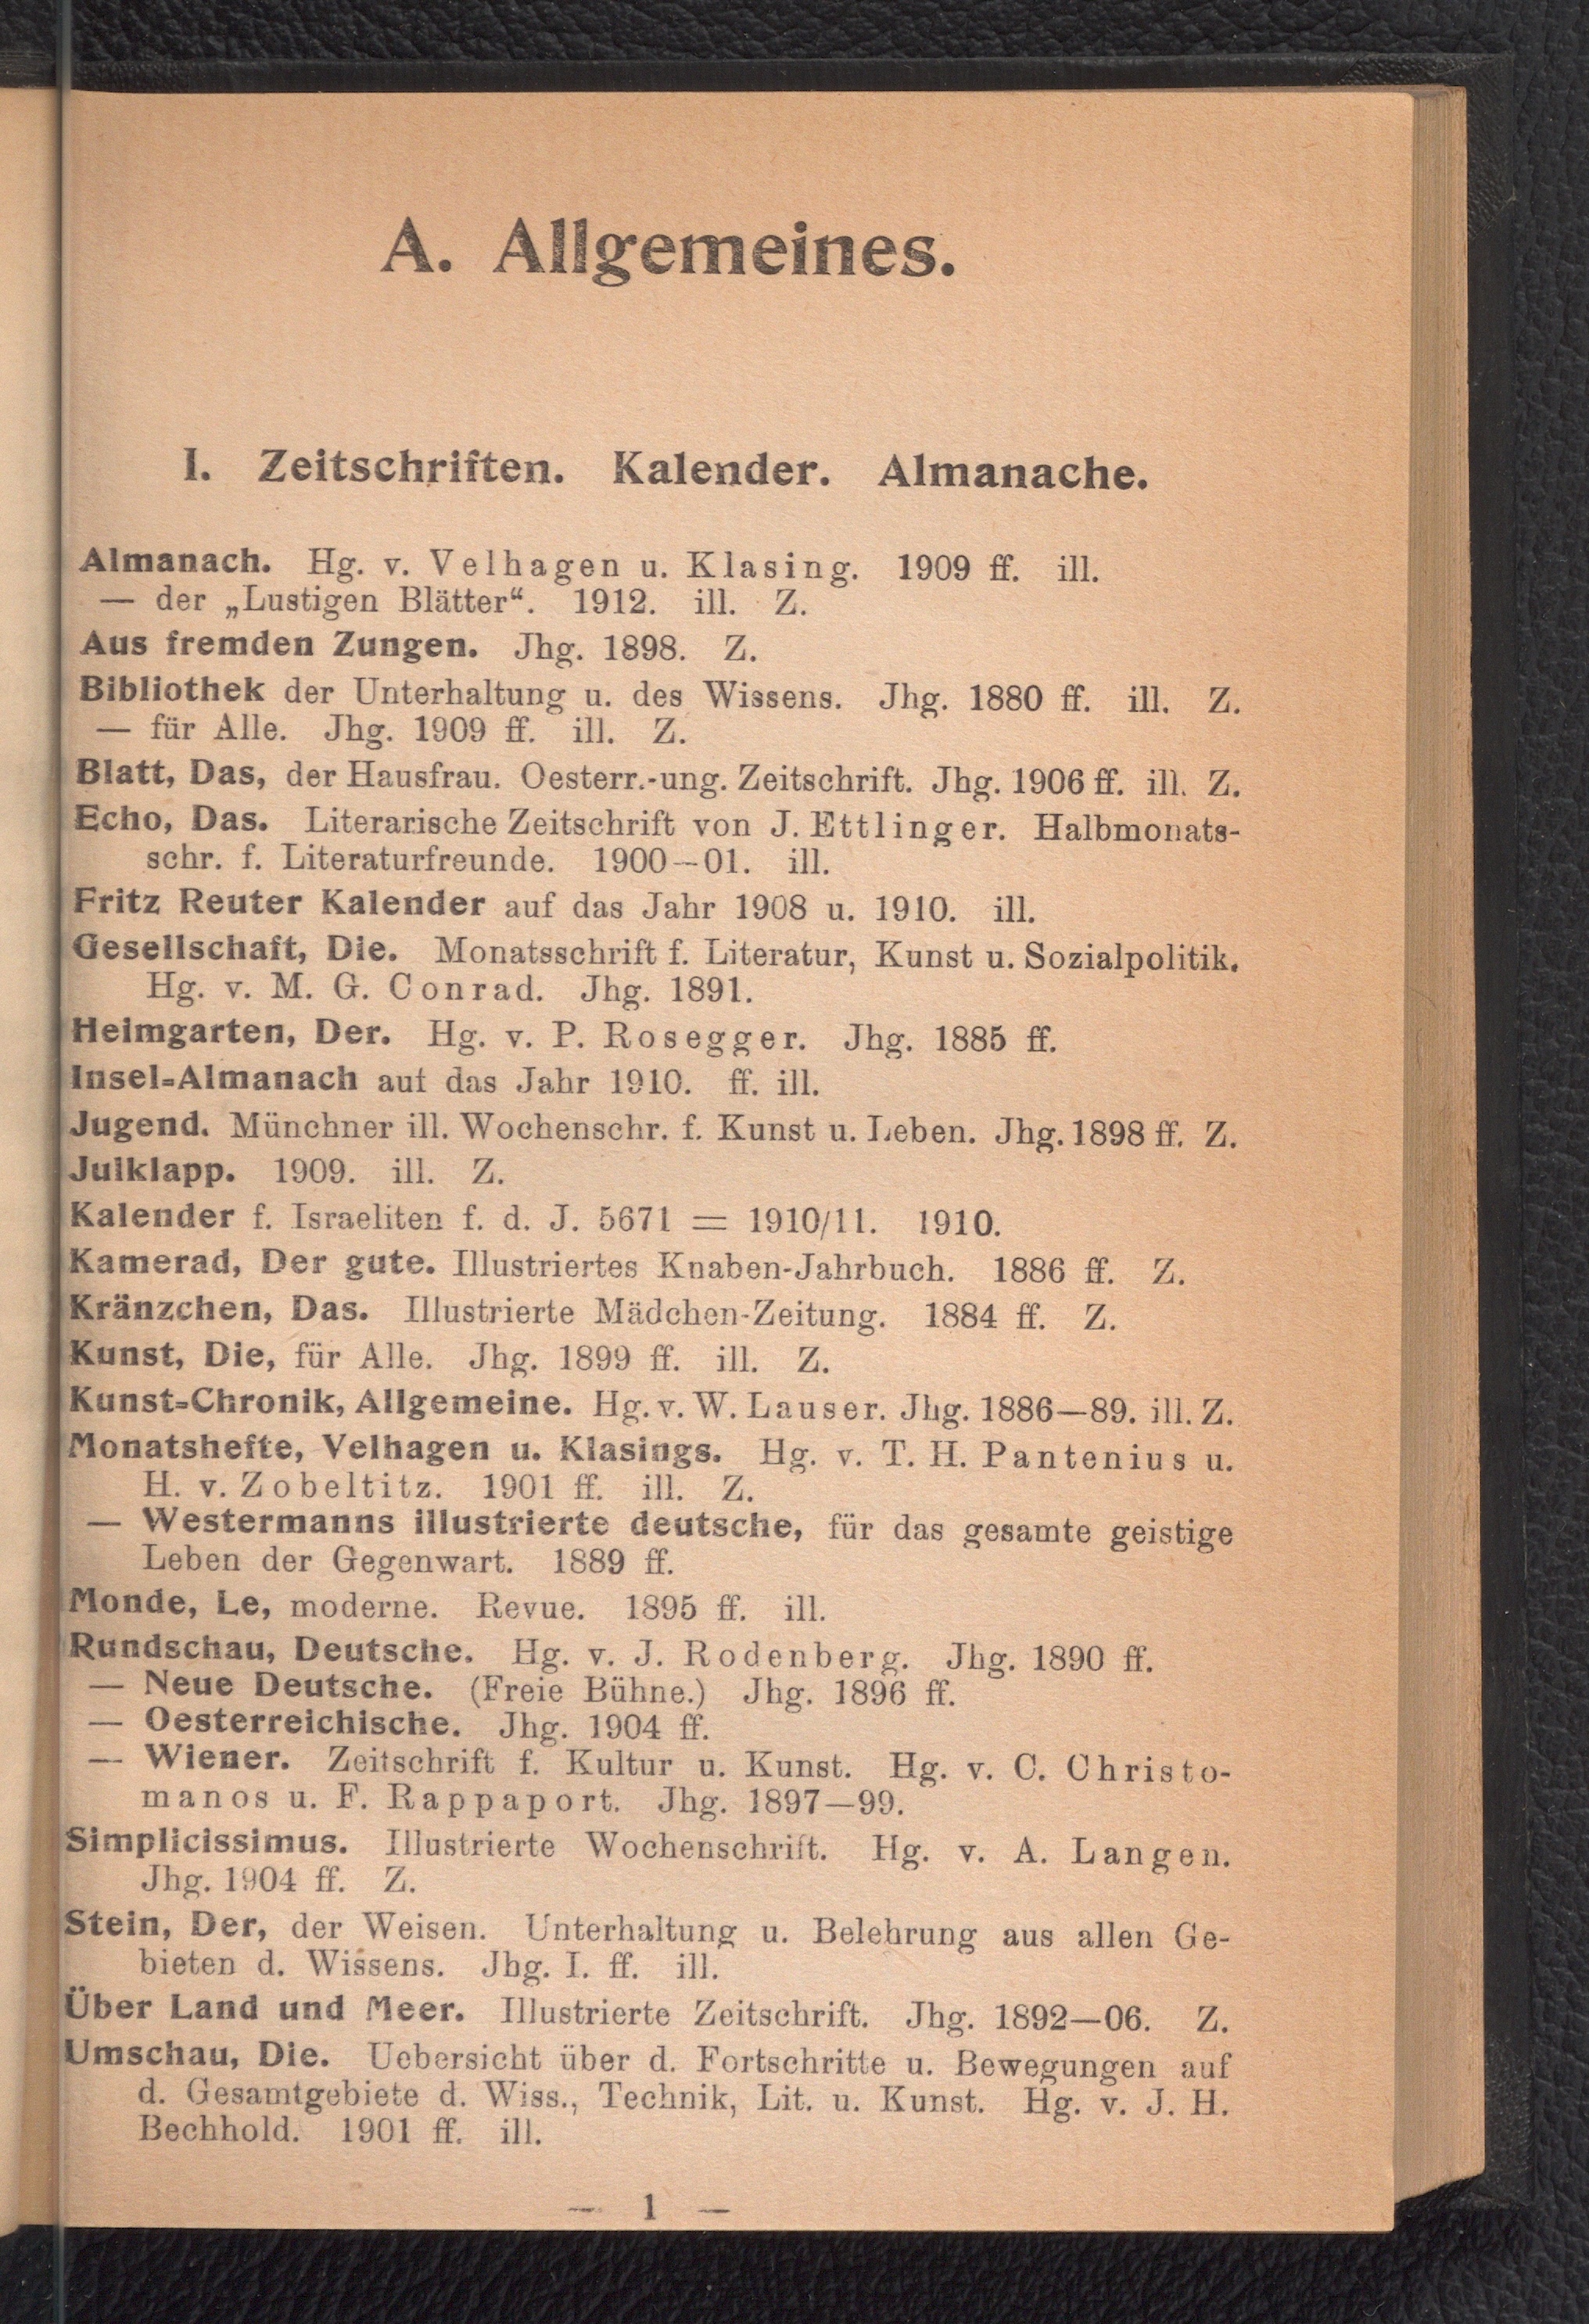 A. Allgemeines.
I. Zeitschriften. Kalender. Almanache.
Almanach. Hg. v. Velhagen u. Klasing. 1909 ff. ill.
— der „Lustigen Blätter“. 1912. ill. Z.
Aus fremden Zungen. Jhg. 1898. Z.
Bibliothek der Unterhaltung u. des Wissens. Jhg. 1880 ff. ill. Z.
— für Alle. Jhg. 1909 ff. ill. Z.
Blatt, Das, der Hausfrau. Oesterr.-ung. Zeitschrift. Jhg. 1906 ff. ill. Z.
Echo, Das. Literarische Zeitschrift von J. Ettlinger. Halbmonats-
schr. f. Literaturfreunde. 1900—01. ill.
Fritz Reuter Kalender auf das Jahr 1908 u. 1910. ill.
Gesellschaft, Die. Monatsschrift f. Literatur, Kunst u. Sozialpolitik.
Hg. v. M. G. Conrad. Jhg. 1891.
Heimgarten, Der. Hg. v. P. Rosegger. Jhg. 1885 ff.
Insel-Almanach auf das Jahr 1910. ff. ill.
Jugend. Münchner ill. Wochenschr. f. Kunst u. Leben. Jhg. 1898 ff. Z.
Julklapp. 1909. ill. Z.
Kalender f. Israeliten f. d. J. 5671 = 1910/11. 1910.
Kamerad, Der gute. Illustriertes Knaben-Jahrbuch. 1886 ff. Z.
Kränzchen, Das. Illustrierte Mädchen-Zeitung. 1884 ff. Z.
Kunst, Die, für Alle. Jhg. 1899 ff. ill. Z.
Kunst-Chronik, Allgemeine. Hg. v. W. Lauser. Jhg. 1886—89. ill. Z.
Monatshefte, Velhagen u. Klasings. Hg. v. T. H. Pantenius u.
H. v. Zobeltitz. 1901 ff. ill. Z.
— Westermanns illustrierte deutsche, für das gesamte geistige
Leben der Gegenwart. 1889 ff.
Monde, Le, moderne. Revue. 1895 ff. ill.
Rundschau, Deutsche. Hg. v. J. Rodenberg. Jhg. 1890 ff.
— Neue Deutsche. (Freie Bühne.) Jhg. 1896 ff.
— Oesterreichische. Jhg. 1904 ff.
— Wiener. Zeitschrift f. Kultur u. Kunst. Hg. v. C. Christo-
manos u. F. Rappaport. Jhg. 1897—99.
Simplicissimus. Illustrierte Wochenschrift. Hg. v. A. Langen.
Jhg. 1904 ff. Z.
Stein, Der, der Weisen. Unterhaltung u. Belehrung aus allen Ge-
bieten d. Wissens. Jhg. I. ff. ill.
Über Land und Meer. Illustrierte Zeitschrift. Jhg. 1892—06. Z.
Umschau, Die. Uebersicht über d. Fortschritte u. Bewegungen auf
d. Gesamtgebiete d. Wiss., Technik, Lit. u. Kunst. Hg. v. J. H.
Bechhold. 1901 ff. ill.
— 1 —